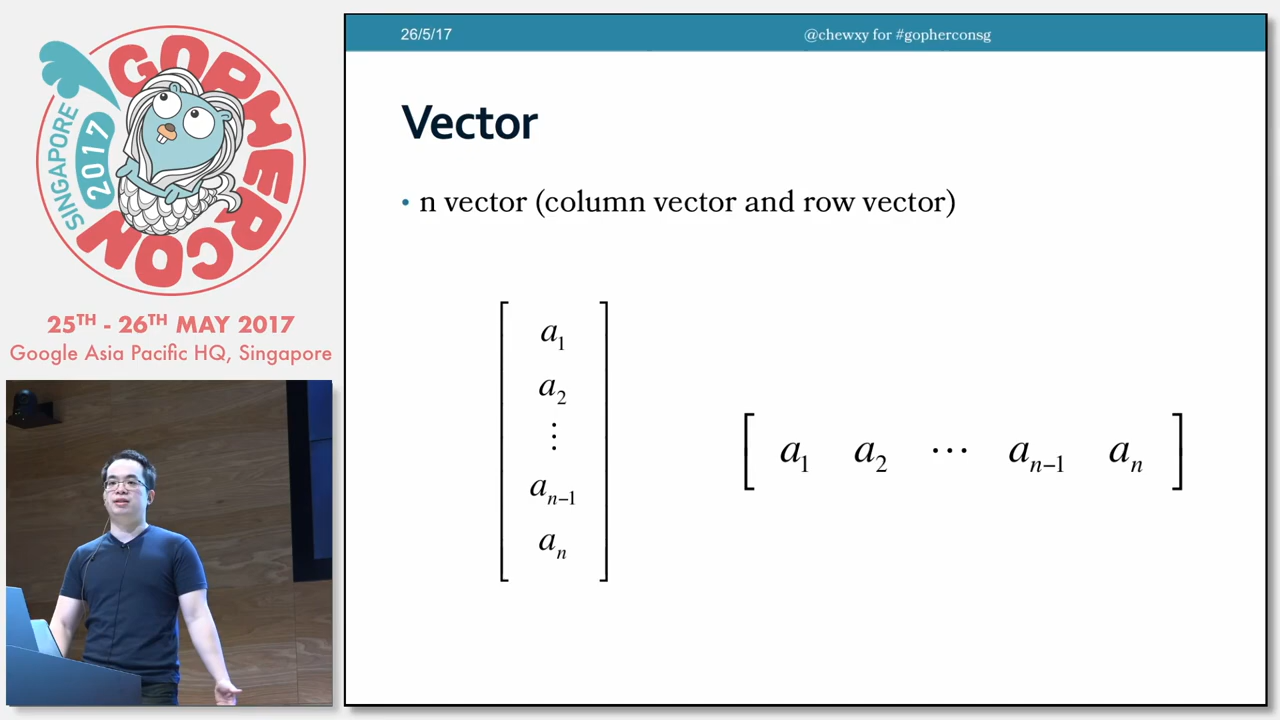 GOPHERCON
SINGAPORE
2017
25TH - 26TH MAY 2017
Google Asia Pacific HQ, Singapore
26/5/17
@chewxy for #gopherconsg
Vector
• n vector (column vector and row vector)
a1
a2
⋮
an−1
an
a1 a2 ⋯ an−1 an